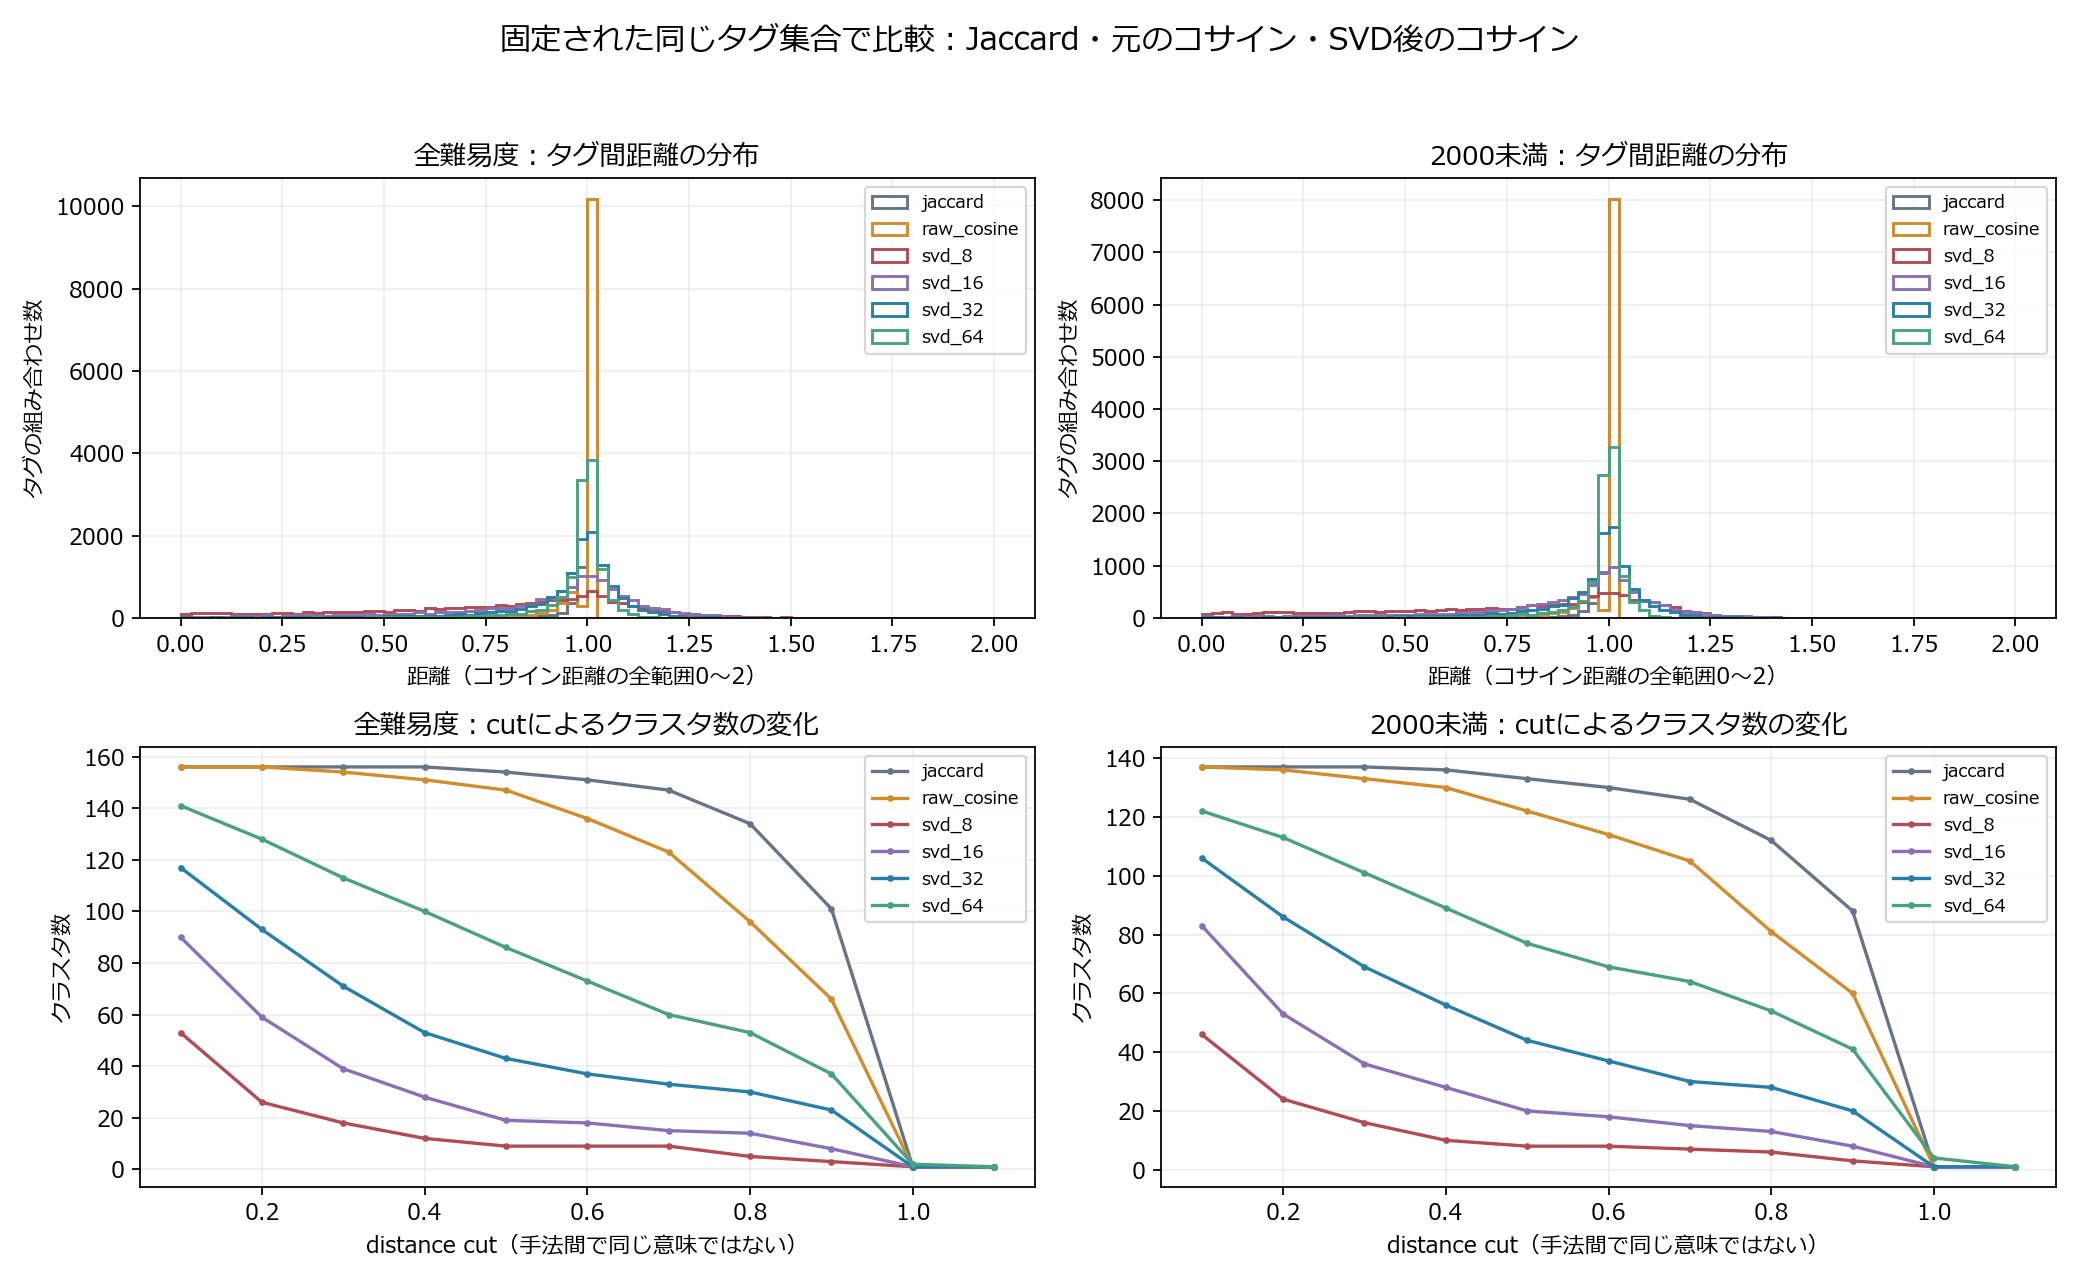 固定された同じタグ集合で比較：Jaccard・元のコサイン・SVD後のコサイン
全難易度：タグ間距離の分布
タグの組み合わせ数
10000
8000
6000
4000
2000
0
jaccard
raw_cosine
svd_8
svd_16
svd_32
svd_64
0.00 0.25 0.50 0.75 1.00 1.25 1.50 1.75 2.00
距離（コサイン距離の全範囲0～2）
2000未満：タグ間距離の分布
タグの組み合わせ数
8000
7000
6000
5000
4000
3000
2000
1000
0
jaccard
raw_cosine
svd_8
svd_16
svd_32
svd_64
0.00 0.25 0.50 0.75 1.00 1.25 1.50 1.75 2.00
距離（コサイン距離の全範囲0～2）
全難易度：cutによるクラスタ数の変化
クラスタ数
160
140
120
100
80
60
40
20
0
jaccard
raw_cosine
svd_8
svd_16
svd_32
svd_64
0.2 0.4 0.6 0.8 1.0
distance cut（手法間で同じ意味ではない）
2000未満：cutによるクラスタ数の変化
クラスタ数
140
120
100
80
60
40
20
0
jaccard
raw_cosine
svd_8
svd_16
svd_32
svd_64
0.2 0.4 0.6 0.8 1.0
distance cut（手法間で同じ意味ではない）